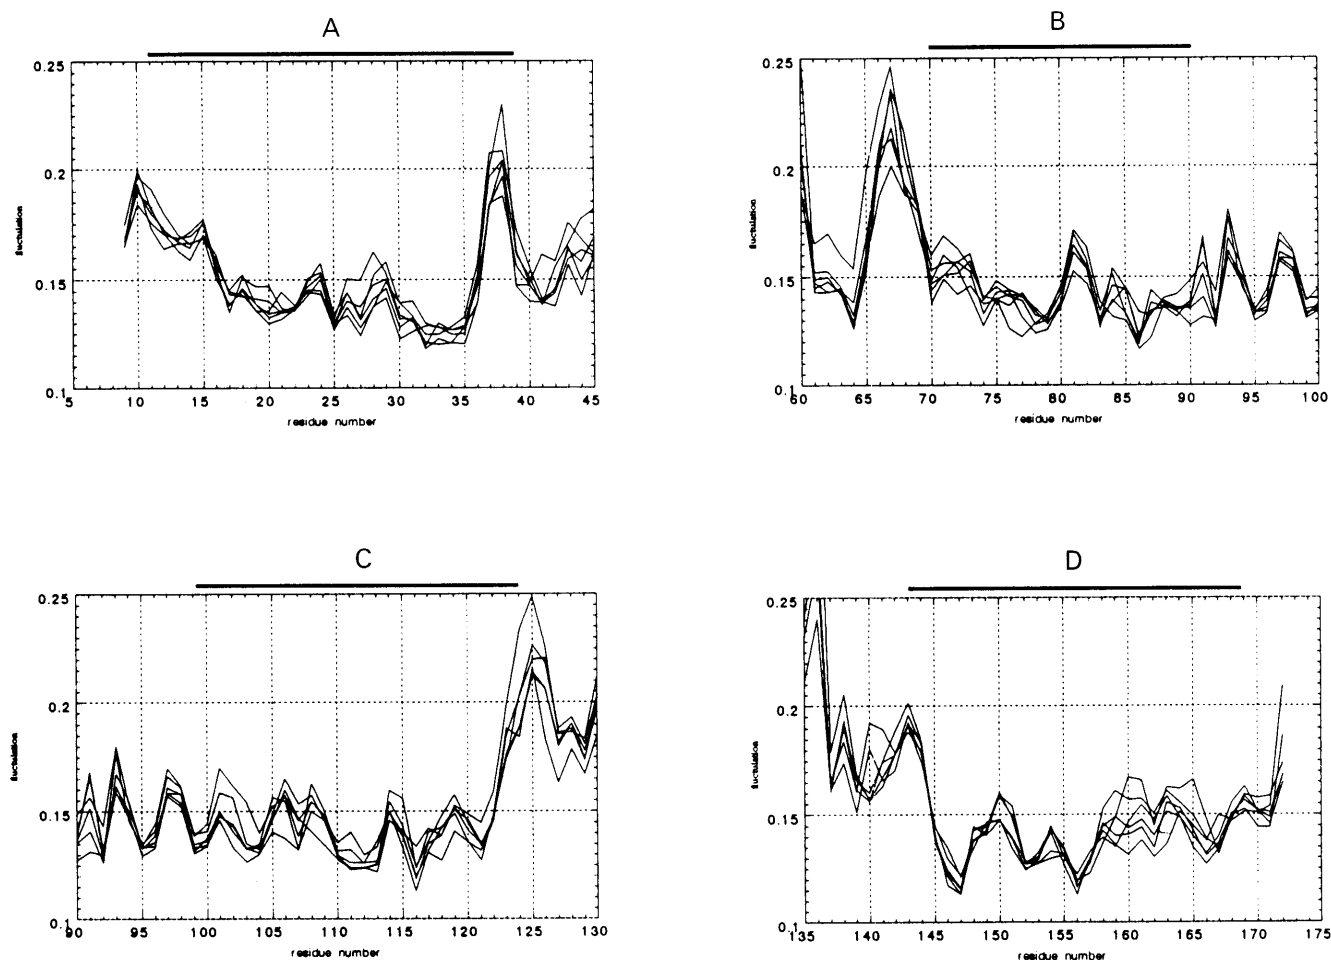 A
B
0.25
0.2
0.15
0.1
fluctuation
5 10 15 20 25 30 35 40 45
residue number
0.25
0.2
0.15
0.1
fluctuation
60 65 70 75 80 85 90 95 100
residue number
C
D
0.25
0.2
0.15
0.1
fluctuation
90 95 100 105 110 115 120 125 130
residue number
0.25
0.2
0.15
0.1
fluctuation
135 140 145 150 155 160 165 170 175
residue number